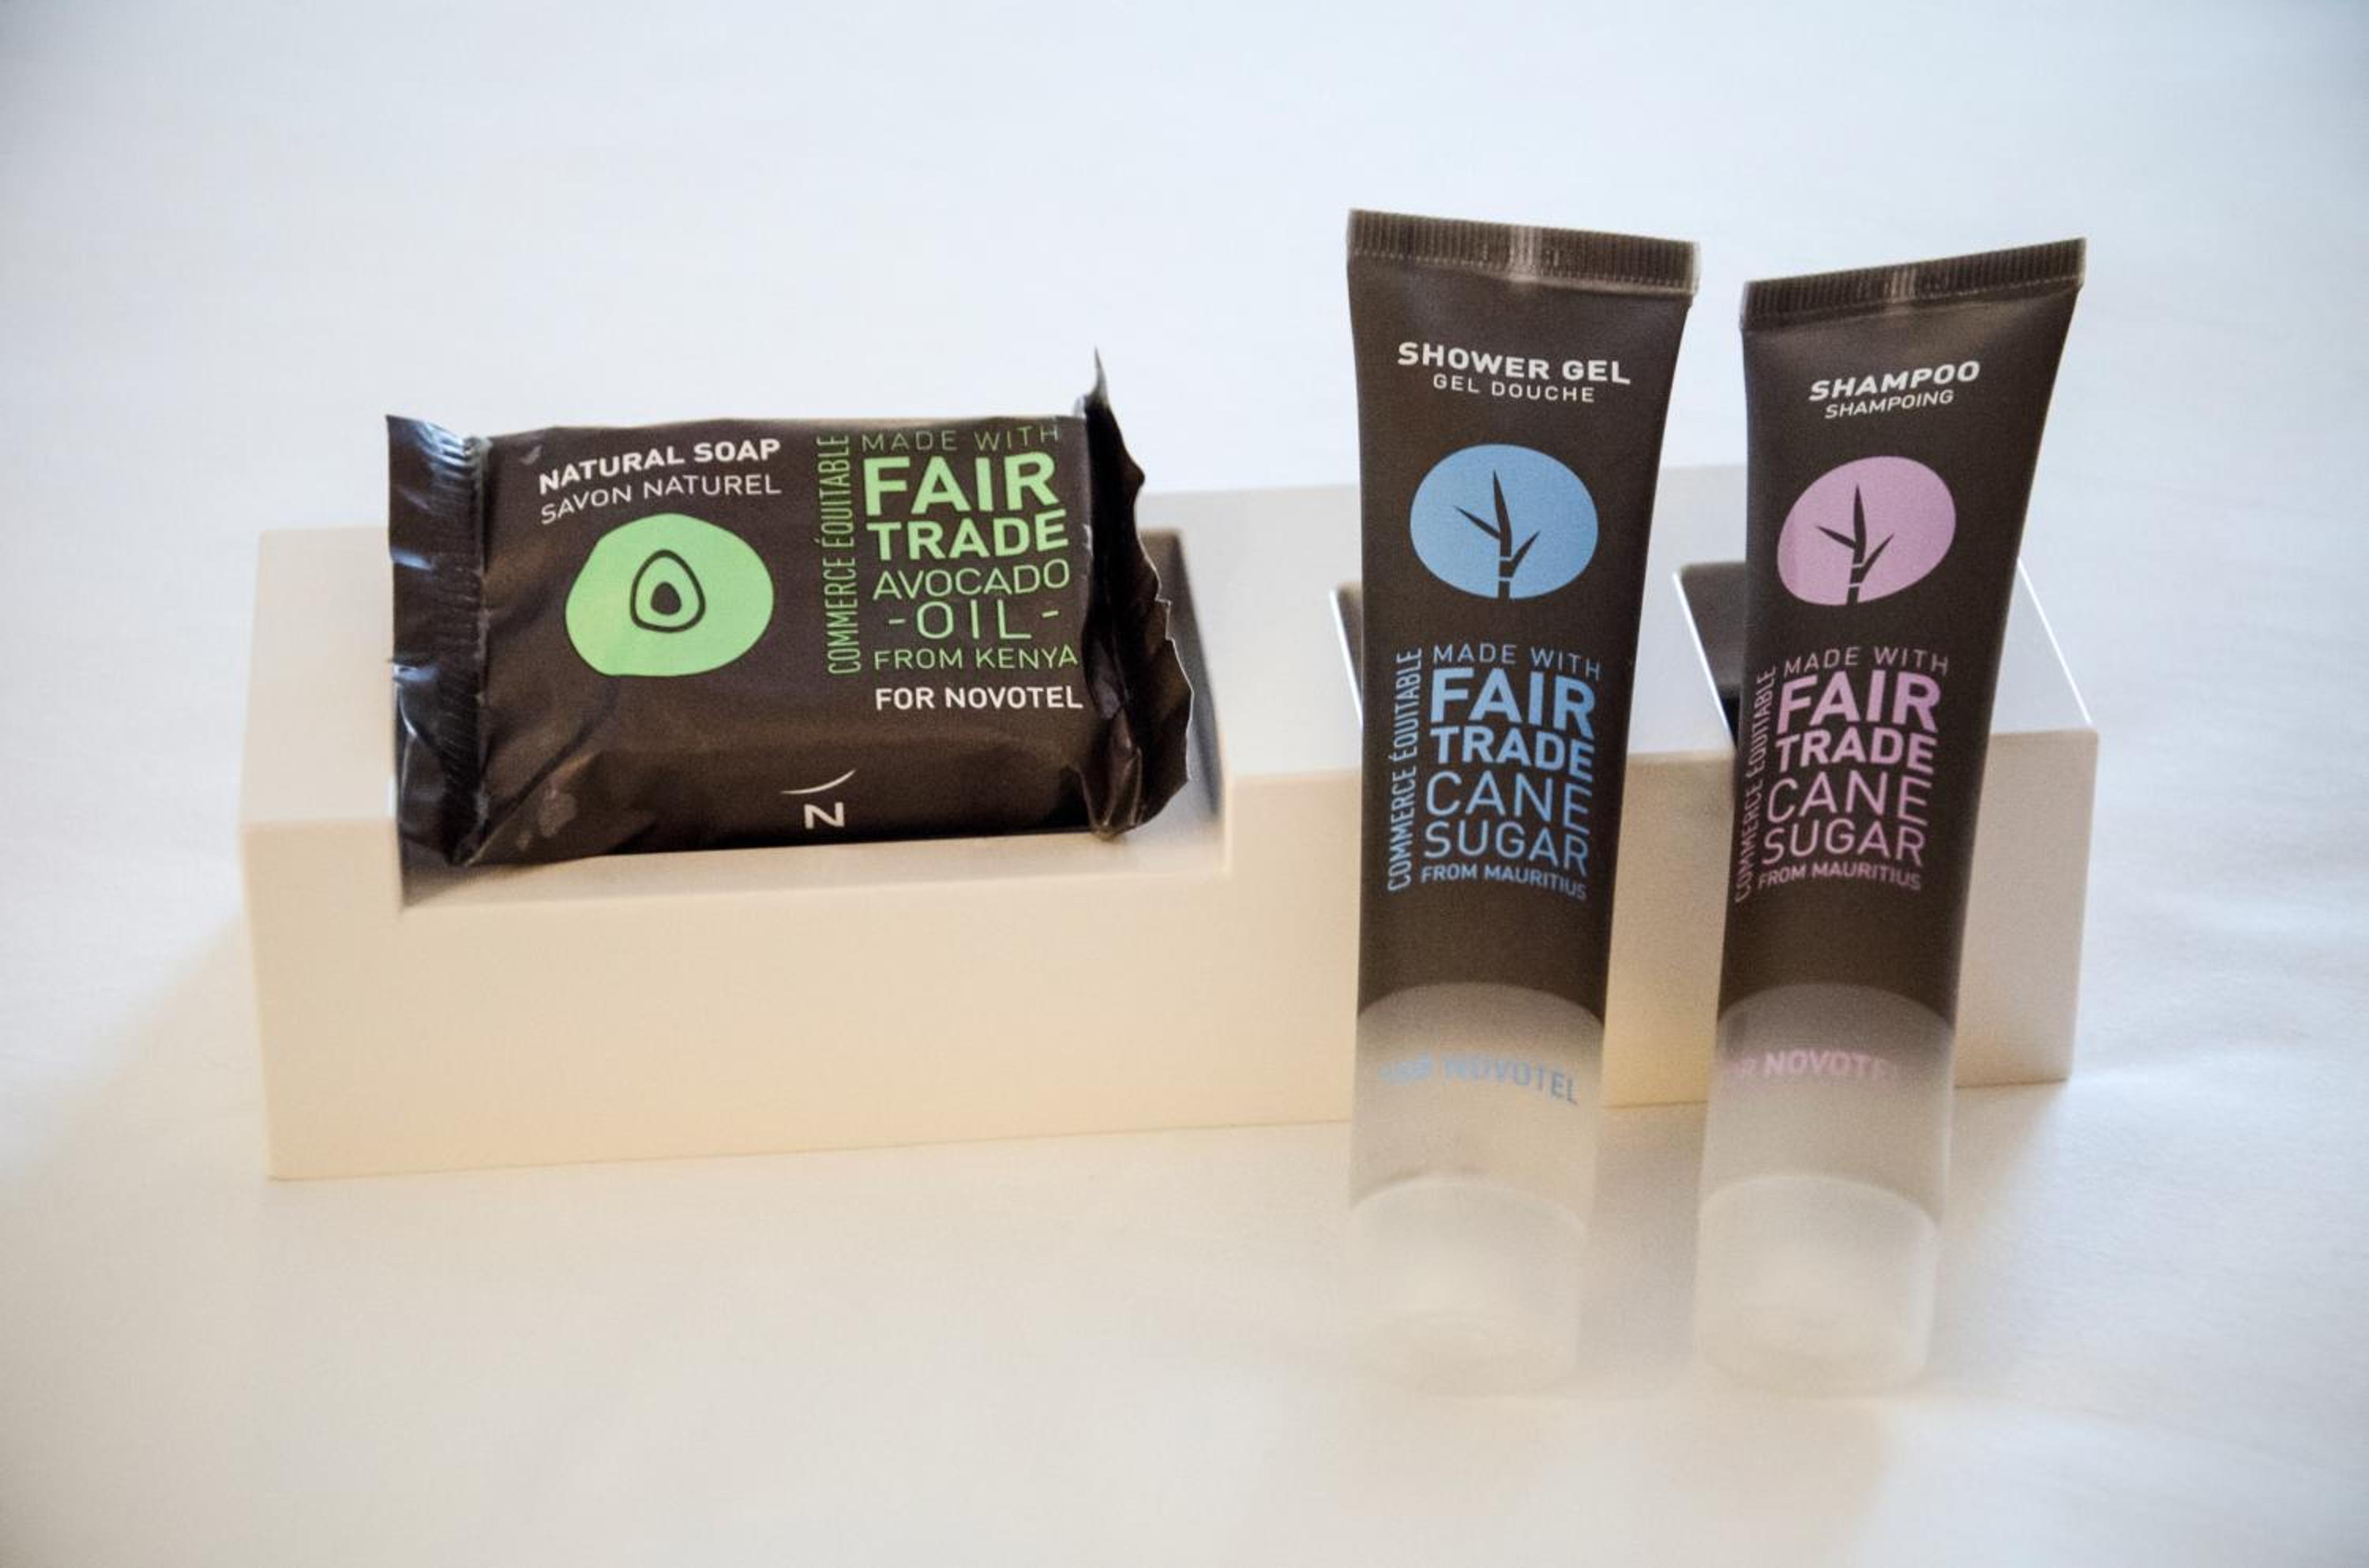 NATURAL SOAP
SAVON NATUREL
COMMERCE ÉQUITABLE
MADE WITH
FAIR
TRADE
AVOCADO
-OIL-
FROM KENYA
FOR NOVOTEL
N
SHOWER GEL
GEL DOUCHE
COMMERCE ÉQUITABLE
MADE WITH
FAIR
TRADE
CANE
SUGAR
FROM MAURITIUS
FOR NOVOTEL
SHAMPOO
SHAMPOING
COMMERCE ÉQUITABLE
MADE WITH
FAIR
TRADE
CANE
SUGAR
FROM MAURITIUS
NOVOTEL